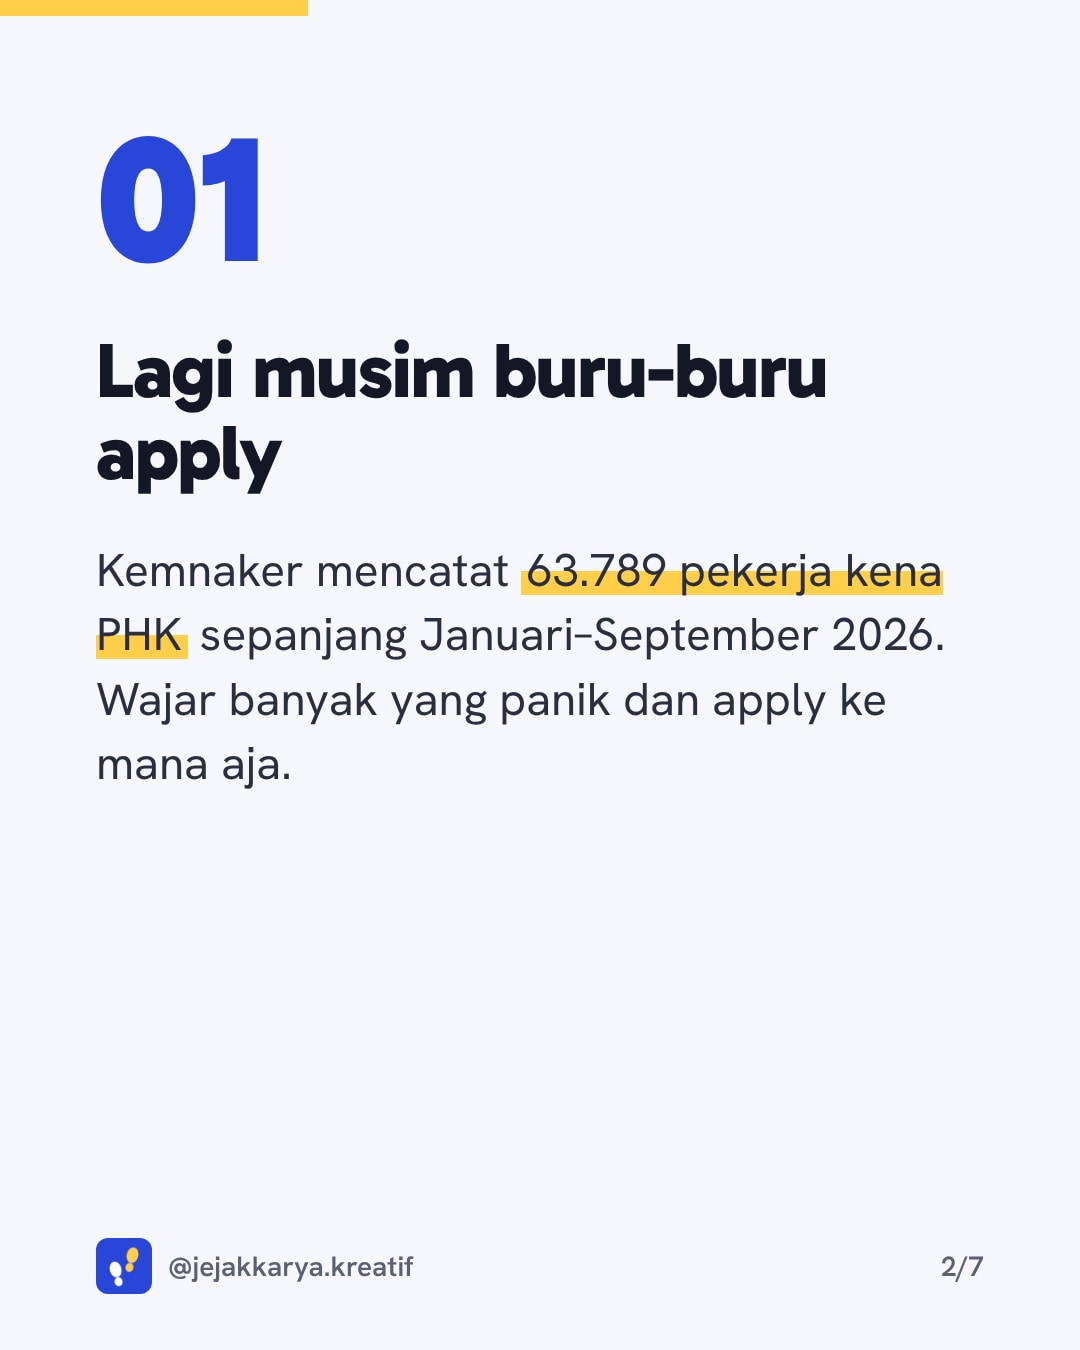 01
Lagi musim buru-buru
apply
Kemnaker mencatat 63.789 pekerja kena
PHK sepanjang Januari–September 2026.
Wajar banyak yang panik dan apply ke
mana aja.
@jejakkarya.kreatif
2/7